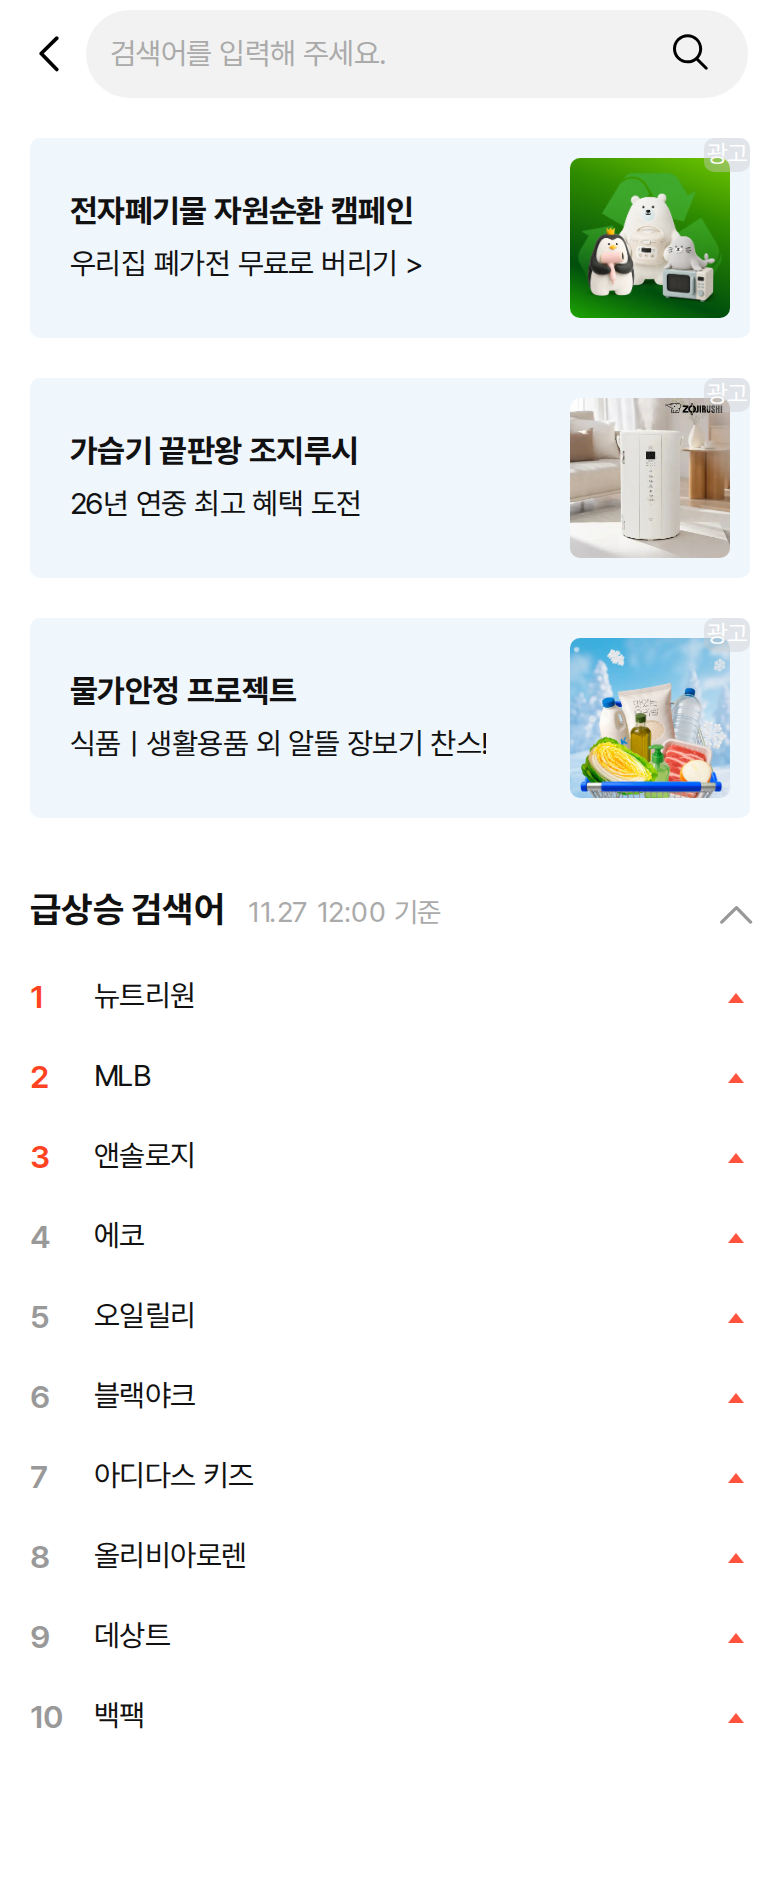 검색어를 입력해 주세요.
광고
전자폐기물 자원순환 캠페인
우리집 폐가전 무료로 버리기 >
광고
ZOJIRUSHI
가습기 끝판왕 조지루시
26년 연중 최고 혜택 도전
광고
물가안정 프로젝트
식품 | 생활용품 외 알뜰 장보기 찬스!
급상승 검색어 11.27 12:00 기준
1 뉴트리원
2 MLB
3 앤솔로지
4 에코
5 오일릴리
6 블랙야크
7 아디다스 키즈
8 올리비아로렌
9 데상트
10 백팩